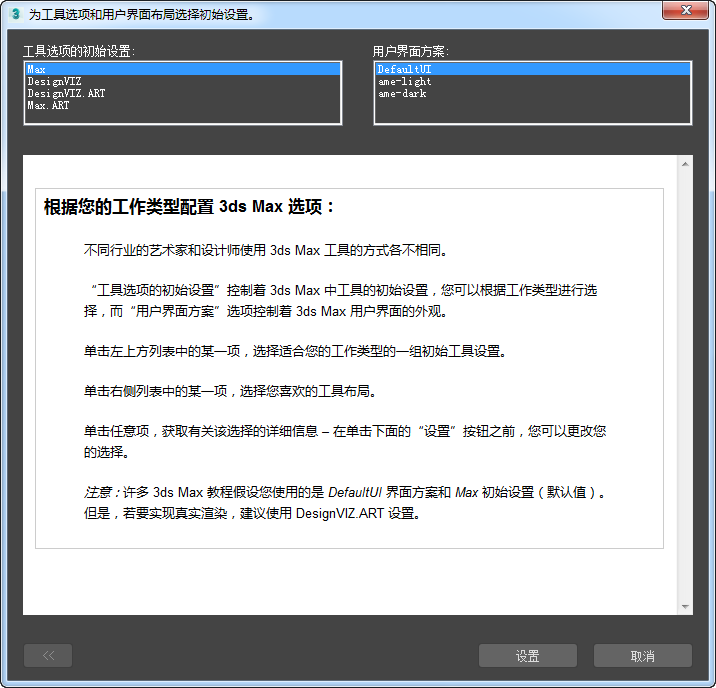 为工具选项和用户界面布局选择初始设置。
工具选项的初始设置:
Max
DesignVIZ
DesignVIZ.ART
Max.ART
用户界面方案:
DefaultUI
ame-light
ame-dark
根据您的工作类型配置 3ds Max 选项：
不同行业的艺术家和设计师使用 3ds Max 工具的方式各不相同。
“工具选项的初始设置”控制着 3ds Max 中工具的初始设置，您可以根据工作类型进行选
择，而“用户界面方案”选项控制着 3ds Max 用户界面的外观。
单击左上方列表中的某一项，选择适合您的工作类型的一组初始工具设置。
单击右侧列表中的某一项，选择您喜欢的工具布局。
单击任意项，获取有关该选择的详细信息 – 在单击下面的“设置”按钮之前，您可以更改您
的选择。
注意：许多 3ds Max 教程假设您使用的是 DefaultUI 界面方案和 Max 初始设置（默认值）。
但是，若要实现真实渲染，建议使用 DesignVIZ.ART 设置。
<<
设置
取消